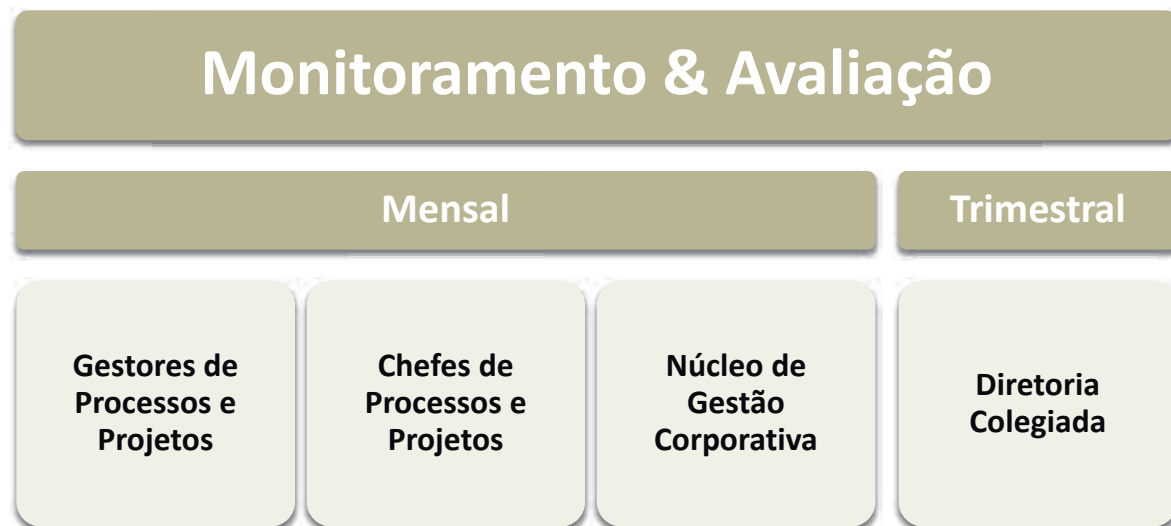 Monitoramento & Avaliação
Mensal
Trimestral
Gestores de
Processos e
Projetos
Chefes de
Processos e
Projetos
Núcleo de
Gestão
Corporativa
Diretoria
Colegiada